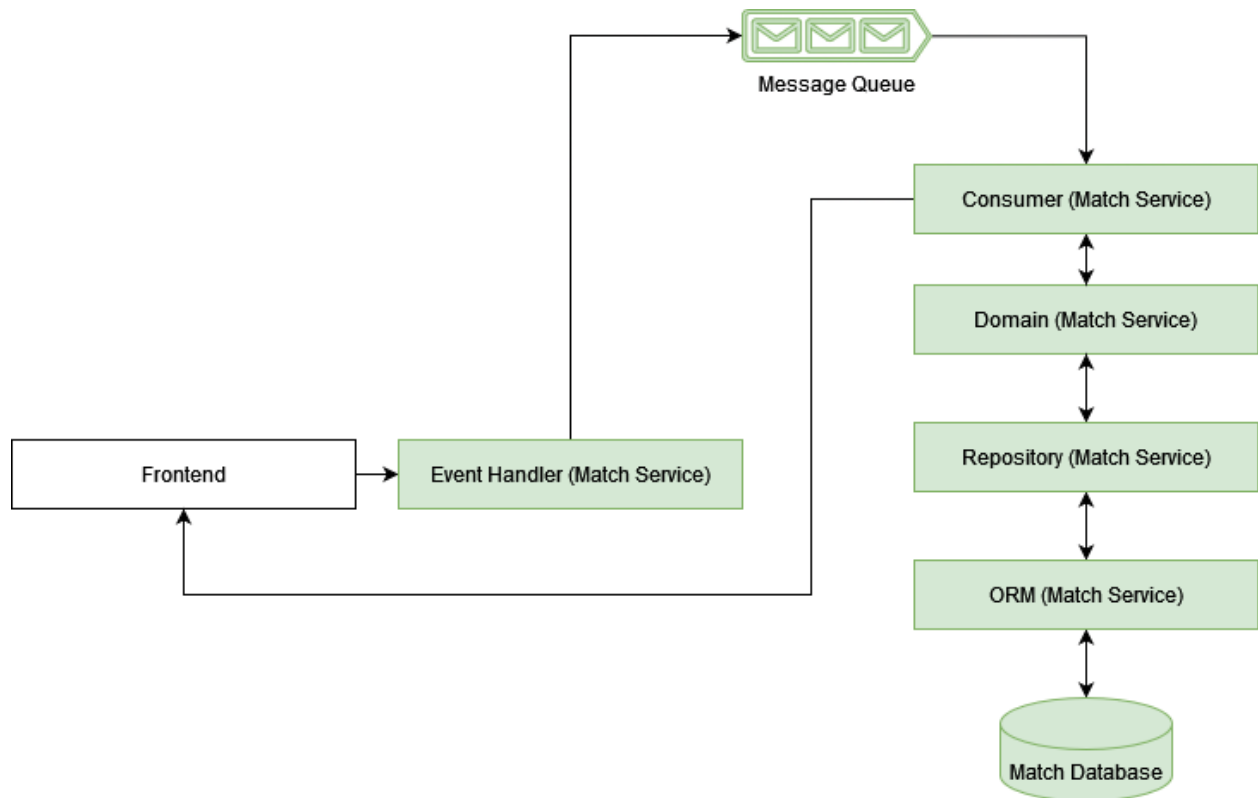 Message Queue
Consumer (Match Service)
Domain (Match Service)
Frontend
Event Handler (Match Service)
Repository (Match Service)
ORM (Match Service)
Match Database